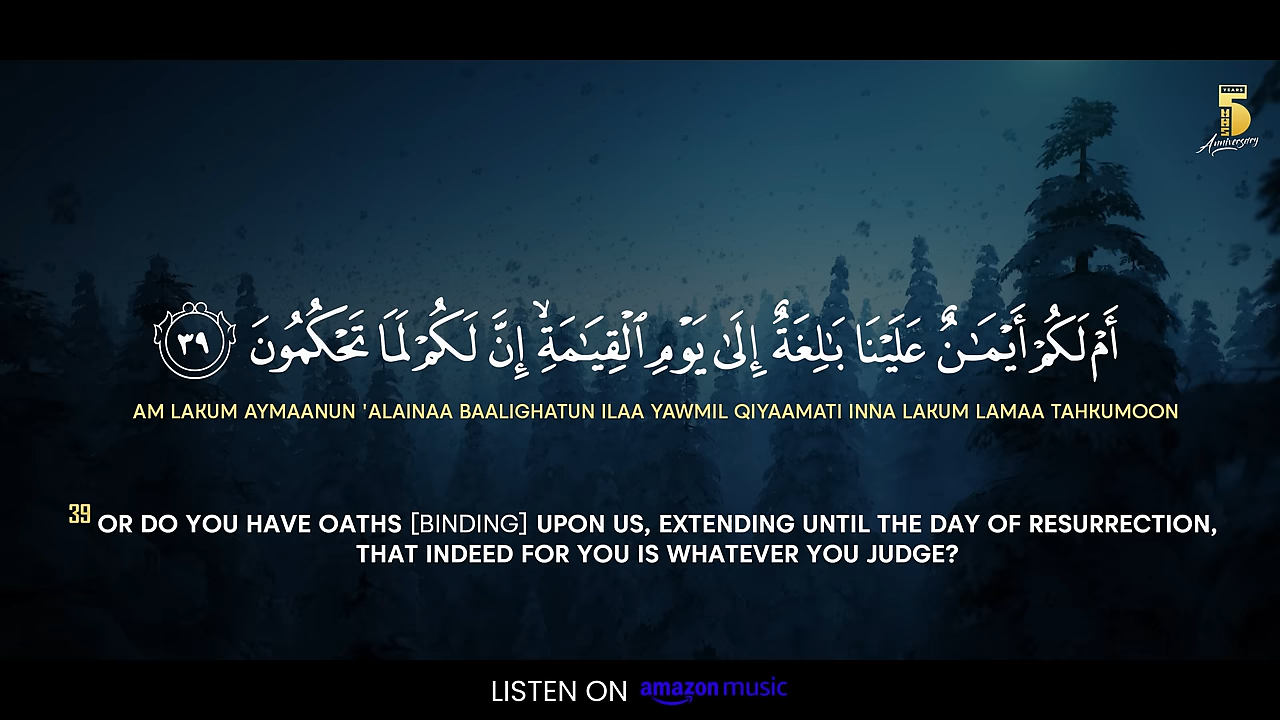 YEARS
5
Anniversary
أَمْ لَكُمْ أَيْمَـٰنٌ عَلَيْنَا بَـٰلِغَةٌ إِلَىٰ يَوْمِ ٱلْقِيَـٰمَةِ ۙ إِنَّ لَكُمْ لَمَا تَحْكُمُونَ ٣٩
AM LAKUM AYMAANUN 'ALAINAA BAALIGHATUN ILAA YAWMIL QIYAAMATI INNA LAKUM LAMAA TAHKUMOON
39 OR DO YOU HAVE OATHS [BINDING] UPON US, EXTENDING UNTIL THE DAY OF RESURRECTION,
THAT INDEED FOR YOU IS WHATEVER YOU JUDGE?
LISTEN ON amazon music